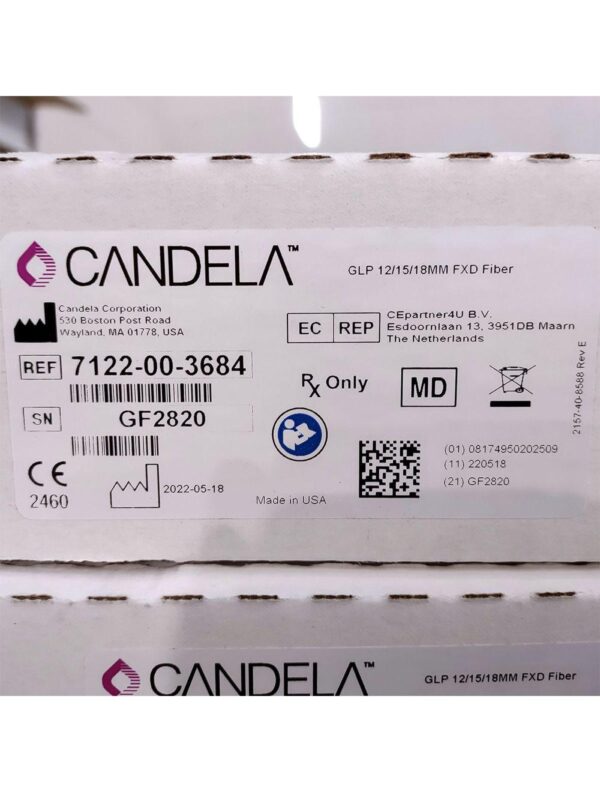 CANDELA™
GLP 12/15/18MM FXD Fiber
Candela Corporation
530 Boston Post Road
Wayland, MA 01778, USA
EC REP
CEpartner4U B.V.
Esdoornlaan 13, 3951DB Maarn
The Netherlands
REF 7122-00-3684
Rx Only
MD
SN GF2820
2157-40-8588 Rev E
CE
2460
2022-05-18
Made in USA
(01) 08174950202509
(11) 220518
(21) GF2820
CANDELA™
GLP 12/15/18MM FXD Fiber